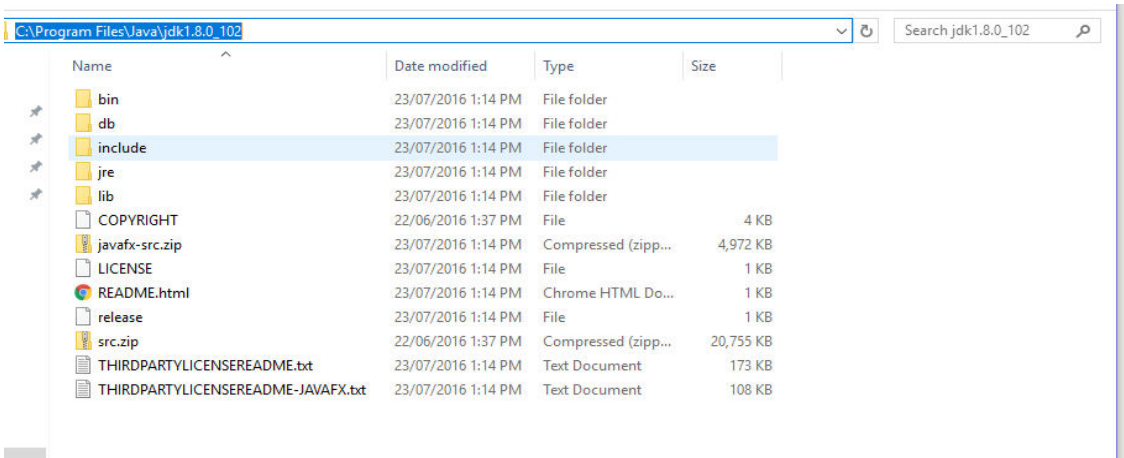 C:\Program Files\Java\jdk1.8.0_102 Search jdk1.8.0_102
Name Date modified Type Size
bin 23/07/2016 1:14 PM File folder
db 23/07/2016 1:14 PM File folder
include 23/07/2016 1:14 PM File folder
jre 23/07/2016 1:14 PM File folder
lib 23/07/2016 1:14 PM File folder
COPYRIGHT 22/06/2016 1:37 PM File 4 KB
javafx-src.zip 23/07/2016 1:14 PM Compressed (zipp... 4,972 KB
LICENSE 23/07/2016 1:14 PM File 1 KB
README.html 23/07/2016 1:14 PM Chrome HTML Do... 1 KB
release 23/07/2016 1:14 PM File 1 KB
src.zip 22/06/2016 1:37 PM Compressed (zipp... 20,755 KB
THIRDPARTYLICENSEREADME.txt 23/07/2016 1:14 PM Text Document 173 KB
THIRDPARTYLICENSEREADME-JAVAFX.txt 23/07/2016 1:14 PM Text Document 108 KB